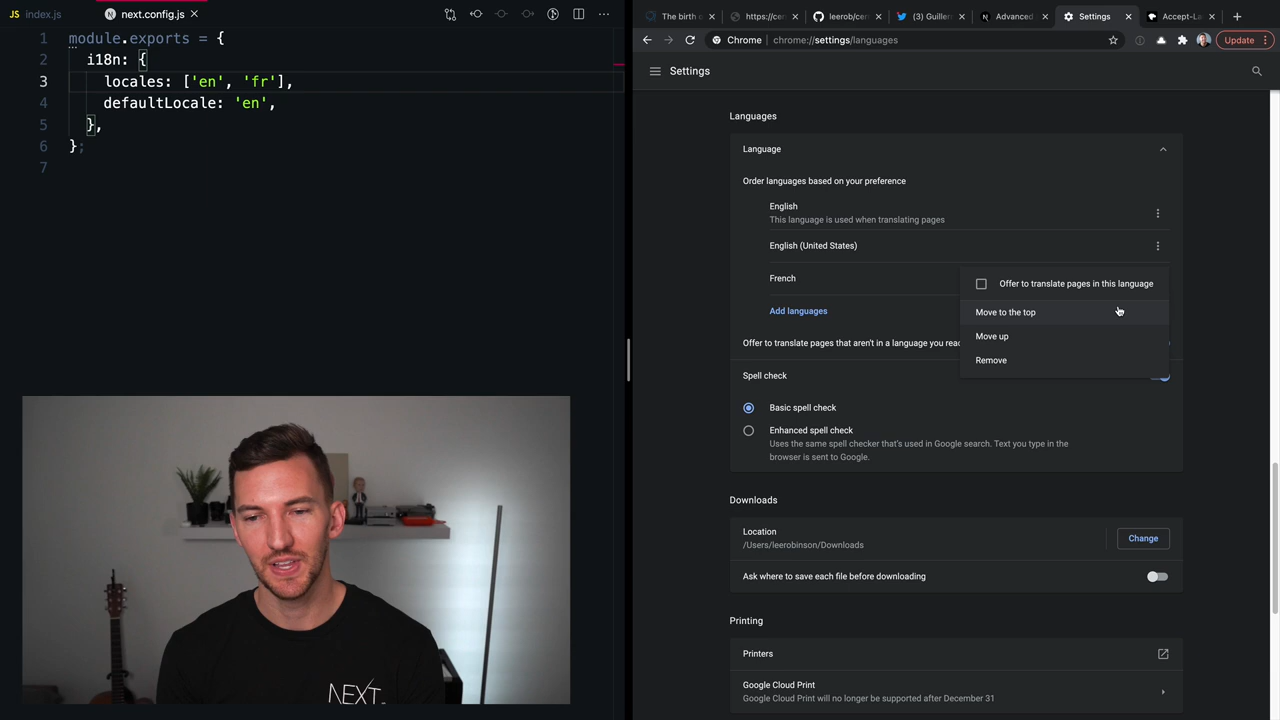 JS index.js
next.config.js
1 module.exports = {
2 i18n: {
3 locales: ['en', 'fr'],
4 defaultLocale: 'en',
5 },
6 };
7
NEXT.
The birth
https://cer
leerob/cer
(3) Guiller
Advanced
Settings
Accept-La
Chrome | chrome://settings/languages
Update
Settings
Languages
Language
Order languages based on your preference
English
This language is used when translating pages
English (United States)
French
Offer to translate pages in this language
Add languages
Move to the top
Move up
Offer to translate pages that aren't in a language you read
Remove
Spell check
Basic spell check
Enhanced spell check
Uses the same spell checker that's used in Google search. Text you type in the
browser is sent to Google.
Downloads
Location
/Users/leerobinson/Downloads
Change
Ask where to save each file before downloading
Printing
Printers
Google Cloud Print
Google Cloud Print will no longer be supported after December 31